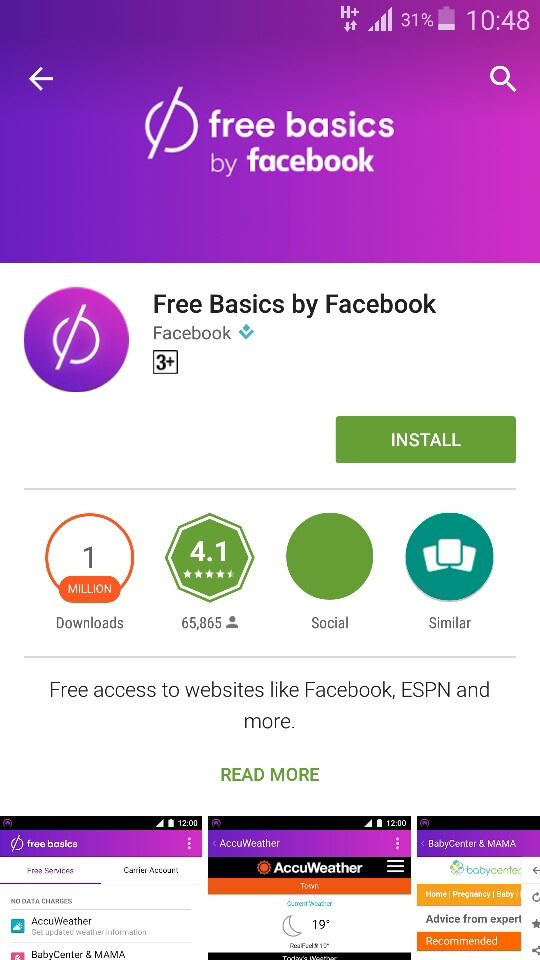 H+ 31% 10:48
free basics
by facebook
Free Basics by Facebook
Facebook
3+
INSTALL
1
MILLION
Downloads
4.1
65,865
Social
Similar
Free access to websites like Facebook, ESPN and
more.
READ MORE
12:00
free basics
Free Services
Carrier Account
NO DATA CHARGES
AccuWeather
Get updated weather information
BabyCenter & MAMA
12:00
AccuWeather
AccuWeather
Town
Current Weather
19°
RealFeel® 19°
Today's Weather
BabyCenter & MAMA
babycenter
Home | Pregnancy | Baby |
Advice from expert
Recommended